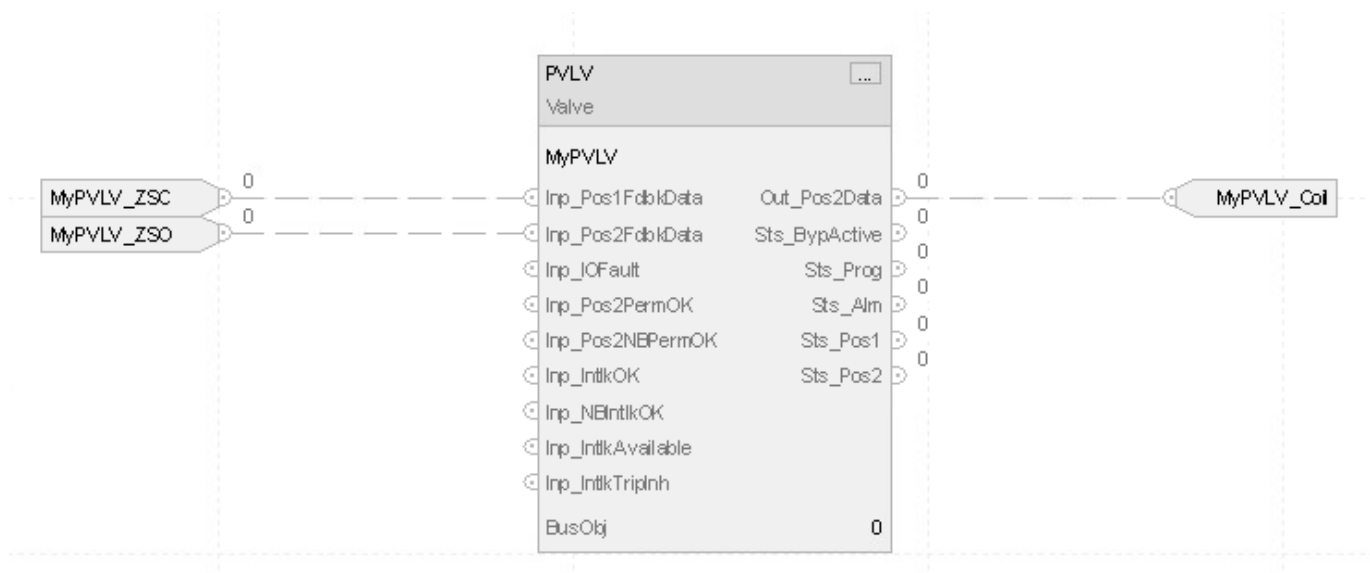 PVLV ...
Valve
MyPVLV
MyPVLV_ZSC 0 Inp_Pos1FdbkData Out_Pos2Data 0 MyPVLV_Coil
MyPVLV_ZSO 0 Inp_Pos2FdbkData Sts_BypActive 0
Inp_IOFault Sts_Prog 0
Inp_Pos2PermOK Sts_Alm 0
Inp_Pos2NBPermOK Sts_Pos1 0
Inp_IntlkOK Sts_Pos2 0
Inp_NBIntlkOK
Inp_IntlkAvailable
Inp_IntlkTripInh
BusObj 0